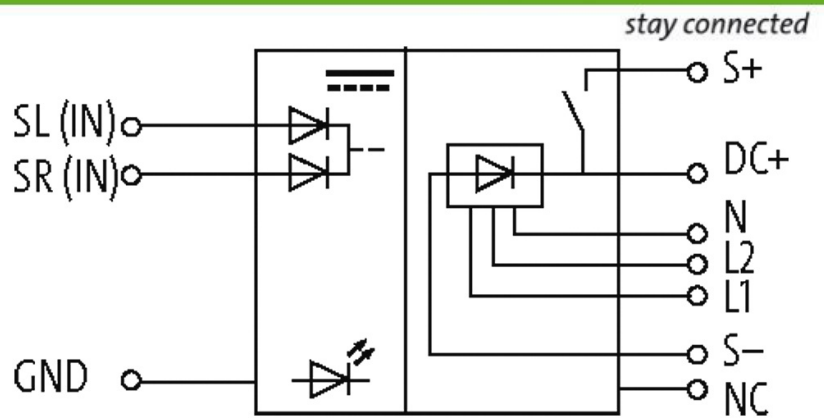 stay connected
S+
SL (IN)
SR (IN)
DC+
N
L2
L1
S–
GND
NC